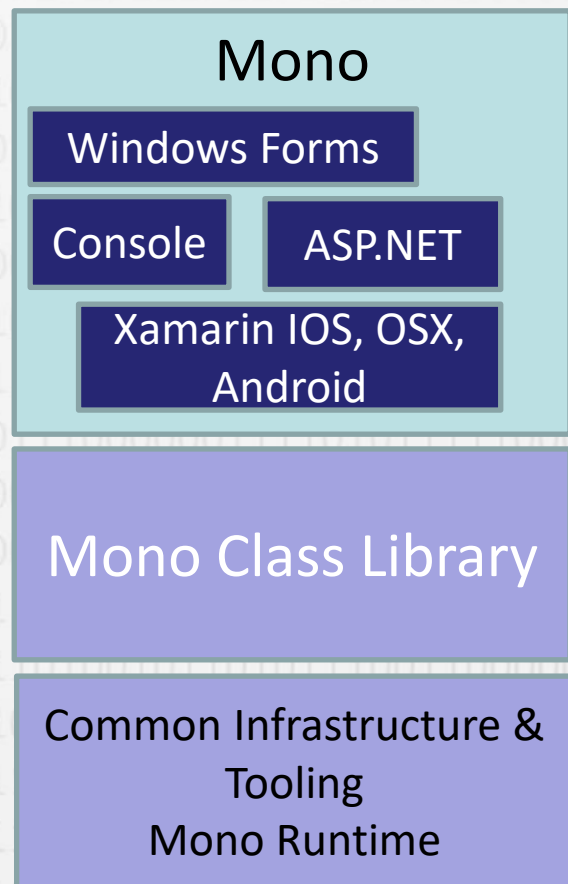 Mono
Windows Forms
Console
ASP.NET
Xamarin IOS, OSX,
Android
Mono Class Library
Common Infrastructure &
Tooling
Mono Runtime